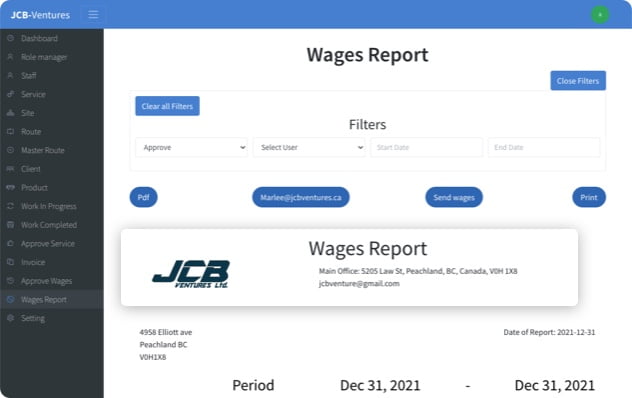 JCB-Ventures
Dashboard
Role manager
Staff
Service
Site
Route
Master Route
Client
Product
Work In Progress
Work Completed
Approve Service
Invoice
Approve Wages
Wages Report
Setting
Wages Report
Close Filters
Clear all Filters
Filters
Approve
Select User
Start Date
End Date
Pdf
Marlee@jcbventures.ca
Send wages
Print
JCB
VENTURES Ltd.
Wages Report
Main Office: 5205 Law St, Peachland, BC, Canada, V0H 1X8
jcbventure@gmail.com
4958 Elliott ave
Peachland BC
V0H1X8
Date of Report: 2021-12-31
Period Dec 31, 2021 - Dec 31, 2021